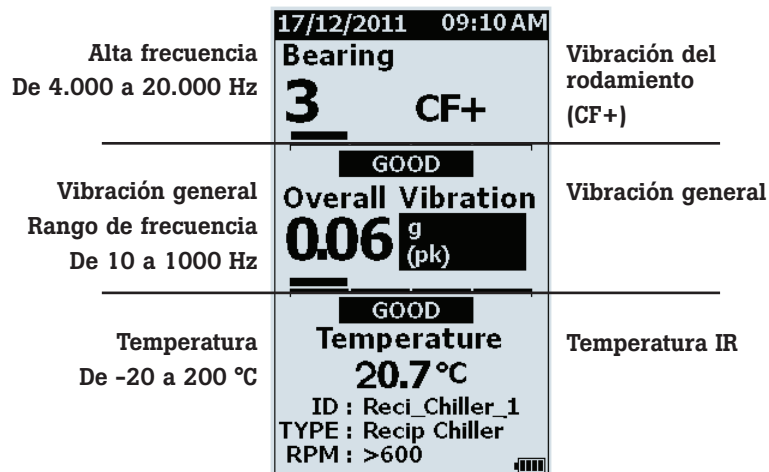 17/12/2011 09:10 AM
Alta frecuencia
De 4.000 a 20.000 Hz
Bearing
3 CF+
Vibración del
rodamiento
(CF+)
GOOD
Vibración general
Rango de frecuencia
De 10 a 1000 Hz
Overall Vibration
0.06 g
(pk)
Vibración general
GOOD
Temperatura
De -20 a 200 °C
Temperature
20.7 °C
Temperatura IR
ID : Reci_Chiller_1
TYPE : Recip Chiller
RPM : >600